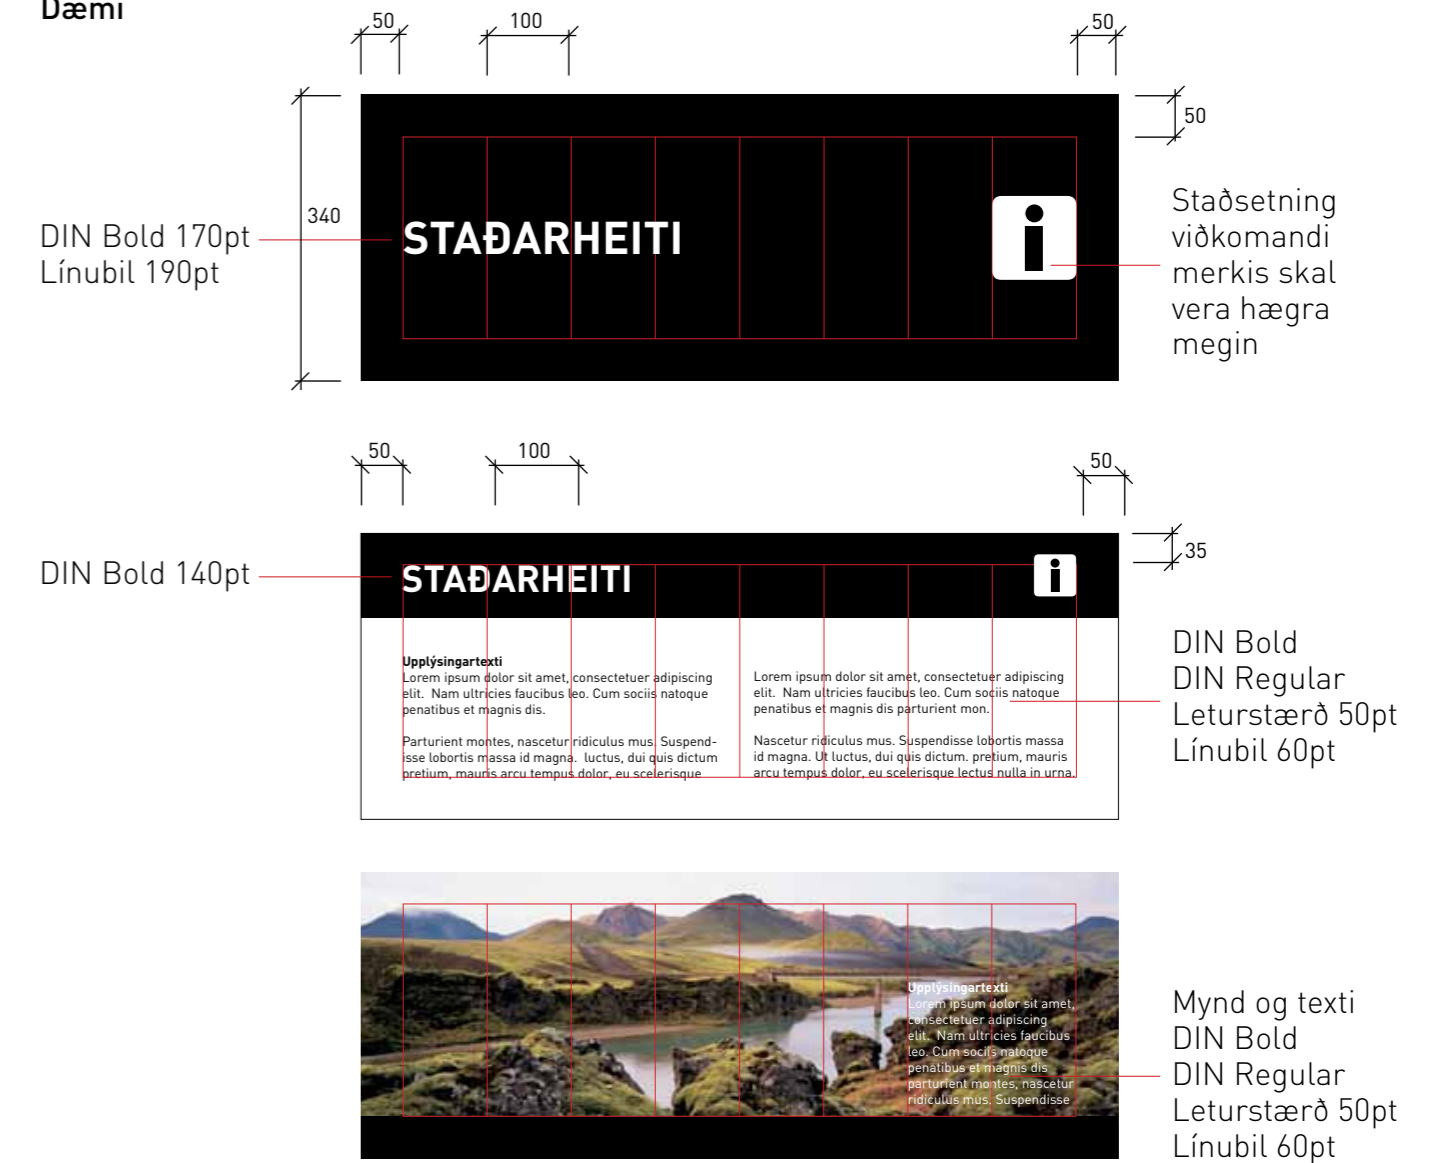 Dæmi
50
100
50
50
340
DIN Bold 170pt
Línubil 190pt
STAÐARHEITI
i
Staðsetning
viðkomandi
merkis skal
vera hægra
megin
50
100
50
35
DIN Bold 140pt
STAÐARHEITI
i
Upplýsingartexti
Lorem ipsum dolor sit amet, consectetuer adipiscing
elit. Nam ultricies faucibus leo. Cum sociis natoque
penatibus et magnis dis.
Parturient montes, nascetur ridiculus mus. Suspend-
isse lobortis massa id magna. luctus, dui quis dictum
pretium, mauris arcu tempus dolor, eu scelerisque
Lorem ipsum dolor sit amet, consectetuer adipiscing
elit. Nam ultricies faucibus leo. Cum sociis natoque
penatibus et magnis dis parturient mon.
Nascetur ridiculus mus. Suspendisse lobortis massa
id magna. Ut luctus, dui quis dictum. pretium, mauris
arcu tempus dolor, eu scelerisque lectus nulla in urna.
DIN Bold
DIN Regular
Leturstærð 50pt
Línubil 60pt
Upplýsingartexti
Lorem ipsum dolor sit amet,
consectetuer adipiscing
elit. Nam ultricies faucibus
leo. Cum sociis natoque
penatibus et magnis dis
parturient montes, nascetur
ridiculus mus. Suspendisse
Mynd og texti
DIN Bold
DIN Regular
Leturstærð 50pt
Línubil 60pt